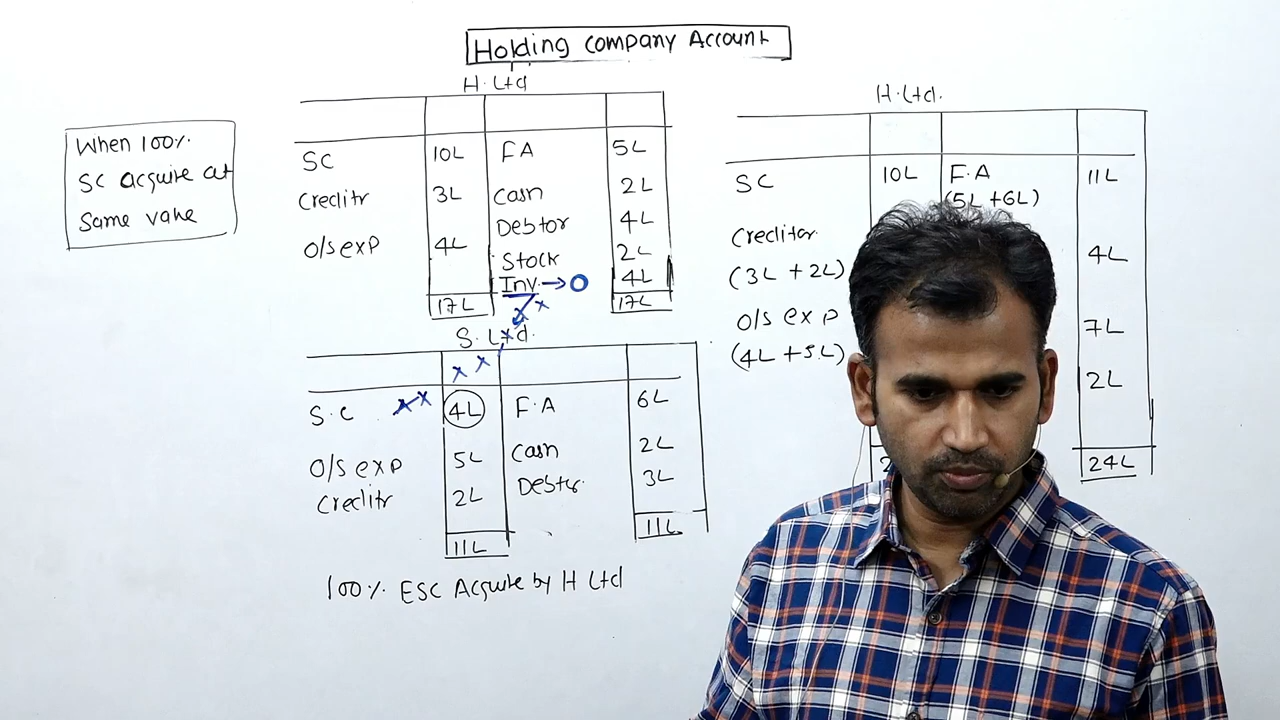 Holding Company Account
When 100%
SC acquire at
Same value
H. Ltd
SC 10L FA 5L
Creditr 3L Cash 2L
Debtor 4L
O/s exp 4L Stock 2L
Inv. → 0 4L
17L 17L
S. Ltd.
x x
S.C xx 4L F.A 6L
O/s exp 5L Cash 2L
Creditr 2L Debtr. 3L
11L 11L
100% ESC Acquire by H Ltd
H. Ltd.
SC 10L F.A 11L
(5L + 6L)
Creditor 4L
(3L + 2L)
O/s exp 7L
(4L + 5L) 2L
24L